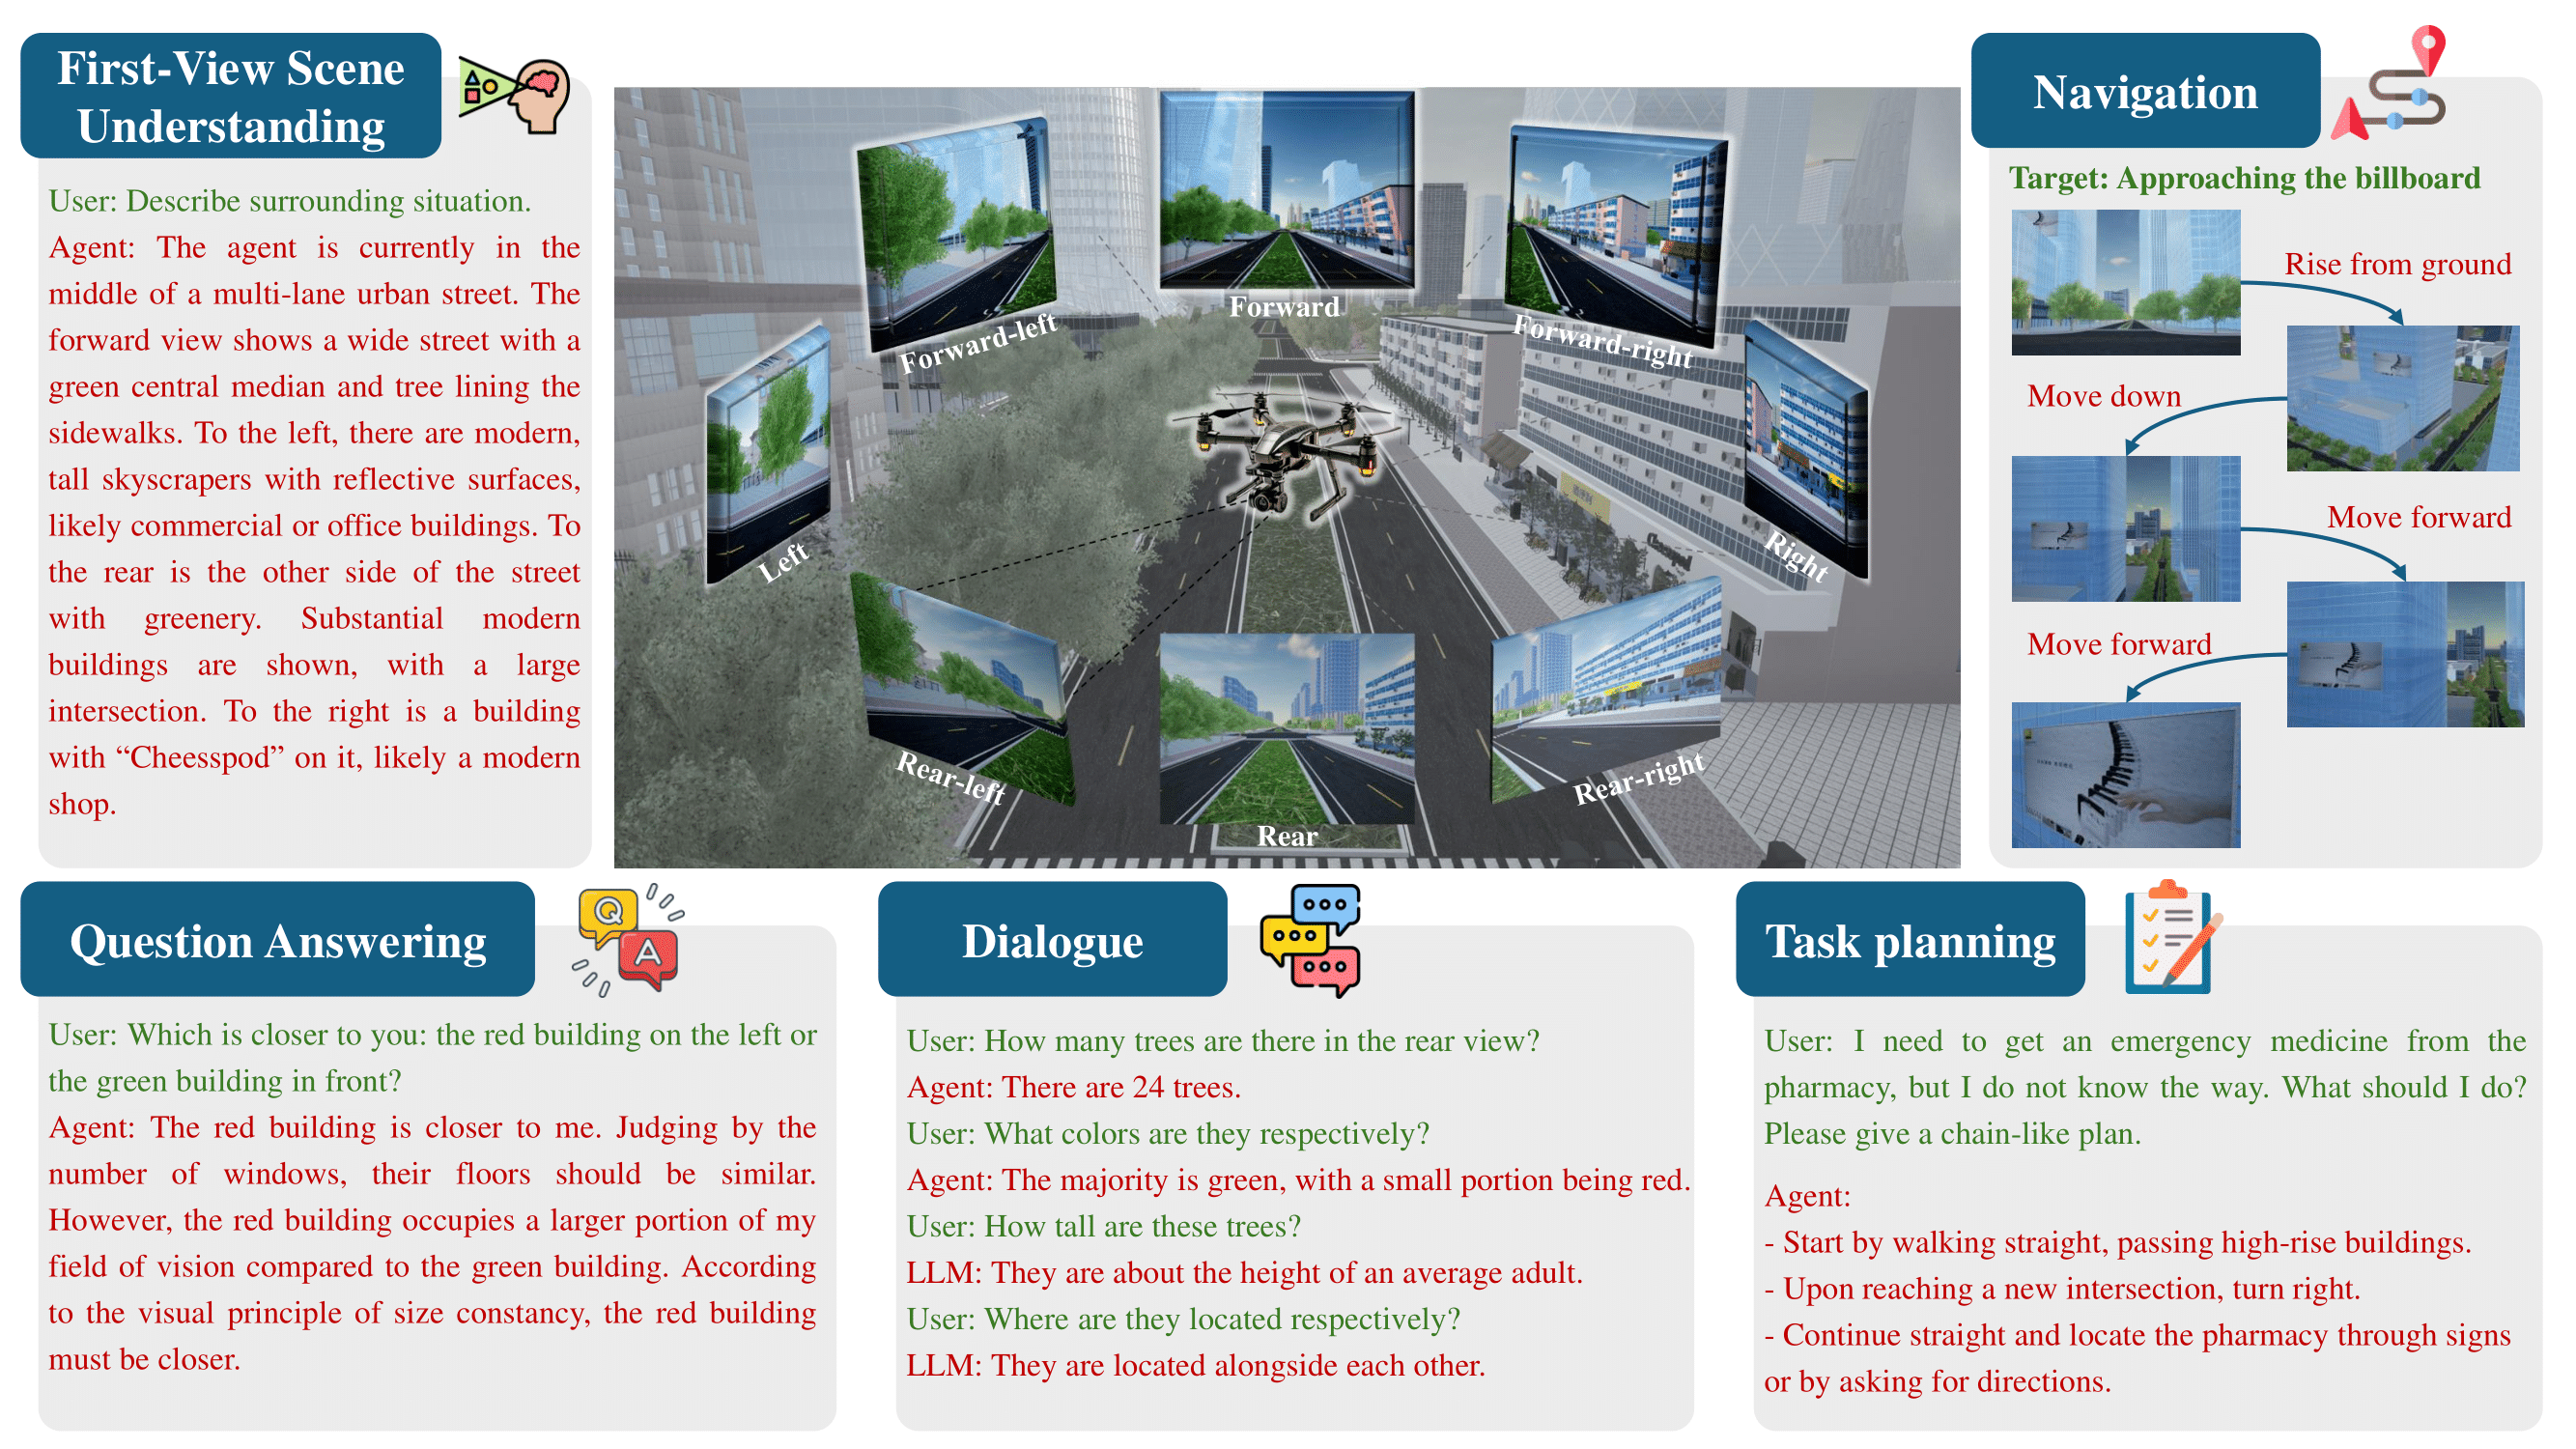 First-View Scene
Understanding
User: Describe surrounding situation.
Agent: The agent is currently in the
middle of a multi-lane urban street. The
forward view shows a wide street with a
green central median and tree lining the
sidewalks. To the left, there are modern,
tall skyscrapers with reflective surfaces,
likely commercial or office buildings. To
the rear is the other side of the street
with greenery. Substantial modern
buildings are shown, with a large
intersection. To the right is a building
with “Cheesspod” on it, likely a modern
shop.
Forward-left
Forward
Forward-right
Left
Right
Cheesspod
Rear-left
Rear
Rear-right
Navigation
Target: Approaching the billboard
Rise from ground
Move down
Move forward
Move forward
Question Answering
Q
A
User: Which is closer to you: the red building on the left or
the green building in front?
Agent: The red building is closer to me. Judging by the
number of windows, their floors should be similar.
However, the red building occupies a larger portion of my
field of vision compared to the green building. According
to the visual principle of size constancy, the red building
must be closer.
Dialogue
User: How many trees are there in the rear view?
Agent: There are 24 trees.
User: What colors are they respectively?
Agent: The majority is green, with a small portion being red.
User: How tall are these trees?
LLM: They are about the height of an average adult.
User: Where are they located respectively?
LLM: They are located alongside each other.
Task planning
User: I need to get an emergency medicine from the
pharmacy, but I do not know the way. What should I do?
Please give a chain-like plan.
Agent:
- Start by walking straight, passing high-rise buildings.
- Upon reaching a new intersection, turn right.
- Continue straight and locate the pharmacy through signs
or by asking for directions.